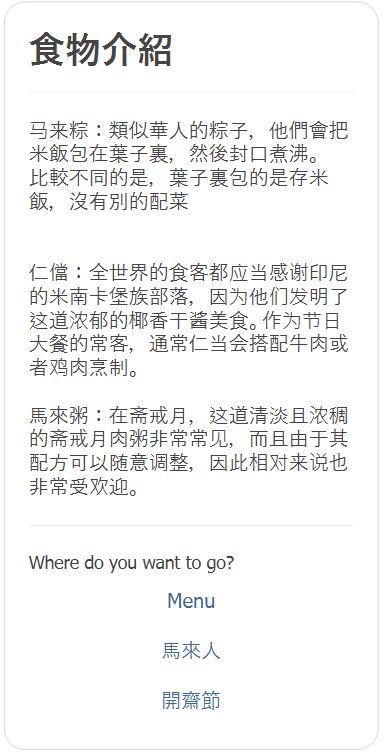 食物介紹
马来粽：類似華人的粽子，他們會把
米飯包在葉子裏，然後封口煮沸。
比較不同的是，葉子裏包的是存米
飯，沒有別的配菜
仁儅：全世界的食客都应当感谢印尼
的米南卡堡族部落，因为他们发明了
这道浓郁的椰香干酱美食。作为节日
大餐的常客，通常仁当会搭配牛肉或
者鸡肉烹制。
馬來粥：在斋戒月，这道清淡且浓稠
的斋戒月肉粥非常常见，而且由于其
配方可以随意调整，因此相对来说也
非常受欢迎。
Where do you want to go?
Menu
馬來人
開齋節